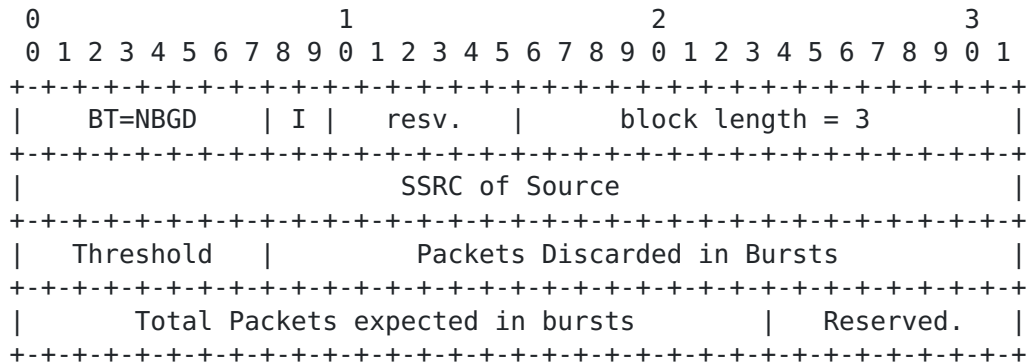 0                   1                   2                   3
 0 1 2 3 4 5 6 7 8 9 0 1 2 3 4 5 6 7 8 9 0 1 2 3 4 5 6 7 8 9 0 1
+-+-+-+-+-+-+-+-+-+-+-+-+-+-+-+-+-+-+-+-+-+-+-+-+-+-+-+-+-+-+-+-+
|    BT=NBGD    | I |   resv.   |      block length = 3         |
+-+-+-+-+-+-+-+-+-+-+-+-+-+-+-+-+-+-+-+-+-+-+-+-+-+-+-+-+-+-+-+-+
|                        SSRC of Source                         |
+-+-+-+-+-+-+-+-+-+-+-+-+-+-+-+-+-+-+-+-+-+-+-+-+-+-+-+-+-+-+-+-+
|   Threshold   |         Packets Discarded in Bursts           |
+-+-+-+-+-+-+-+-+-+-+-+-+-+-+-+-+-+-+-+-+-+-+-+-+-+-+-+-+-+-+-+-+
|       Total Packets expected in bursts        |   Reserved.   |
+-+-+-+-+-+-+-+-+-+-+-+-+-+-+-+-+-+-+-+-+-+-+-+-+-+-+-+-+-+-+-+-+